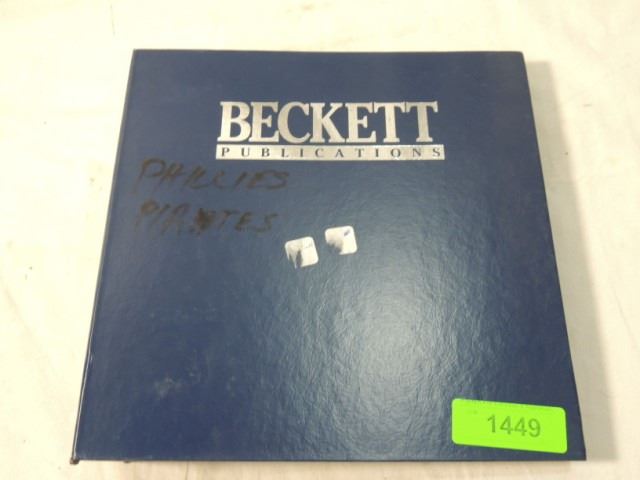 BECKETT
PUBLICATIONS
PHILLIES
PIRATES
1449